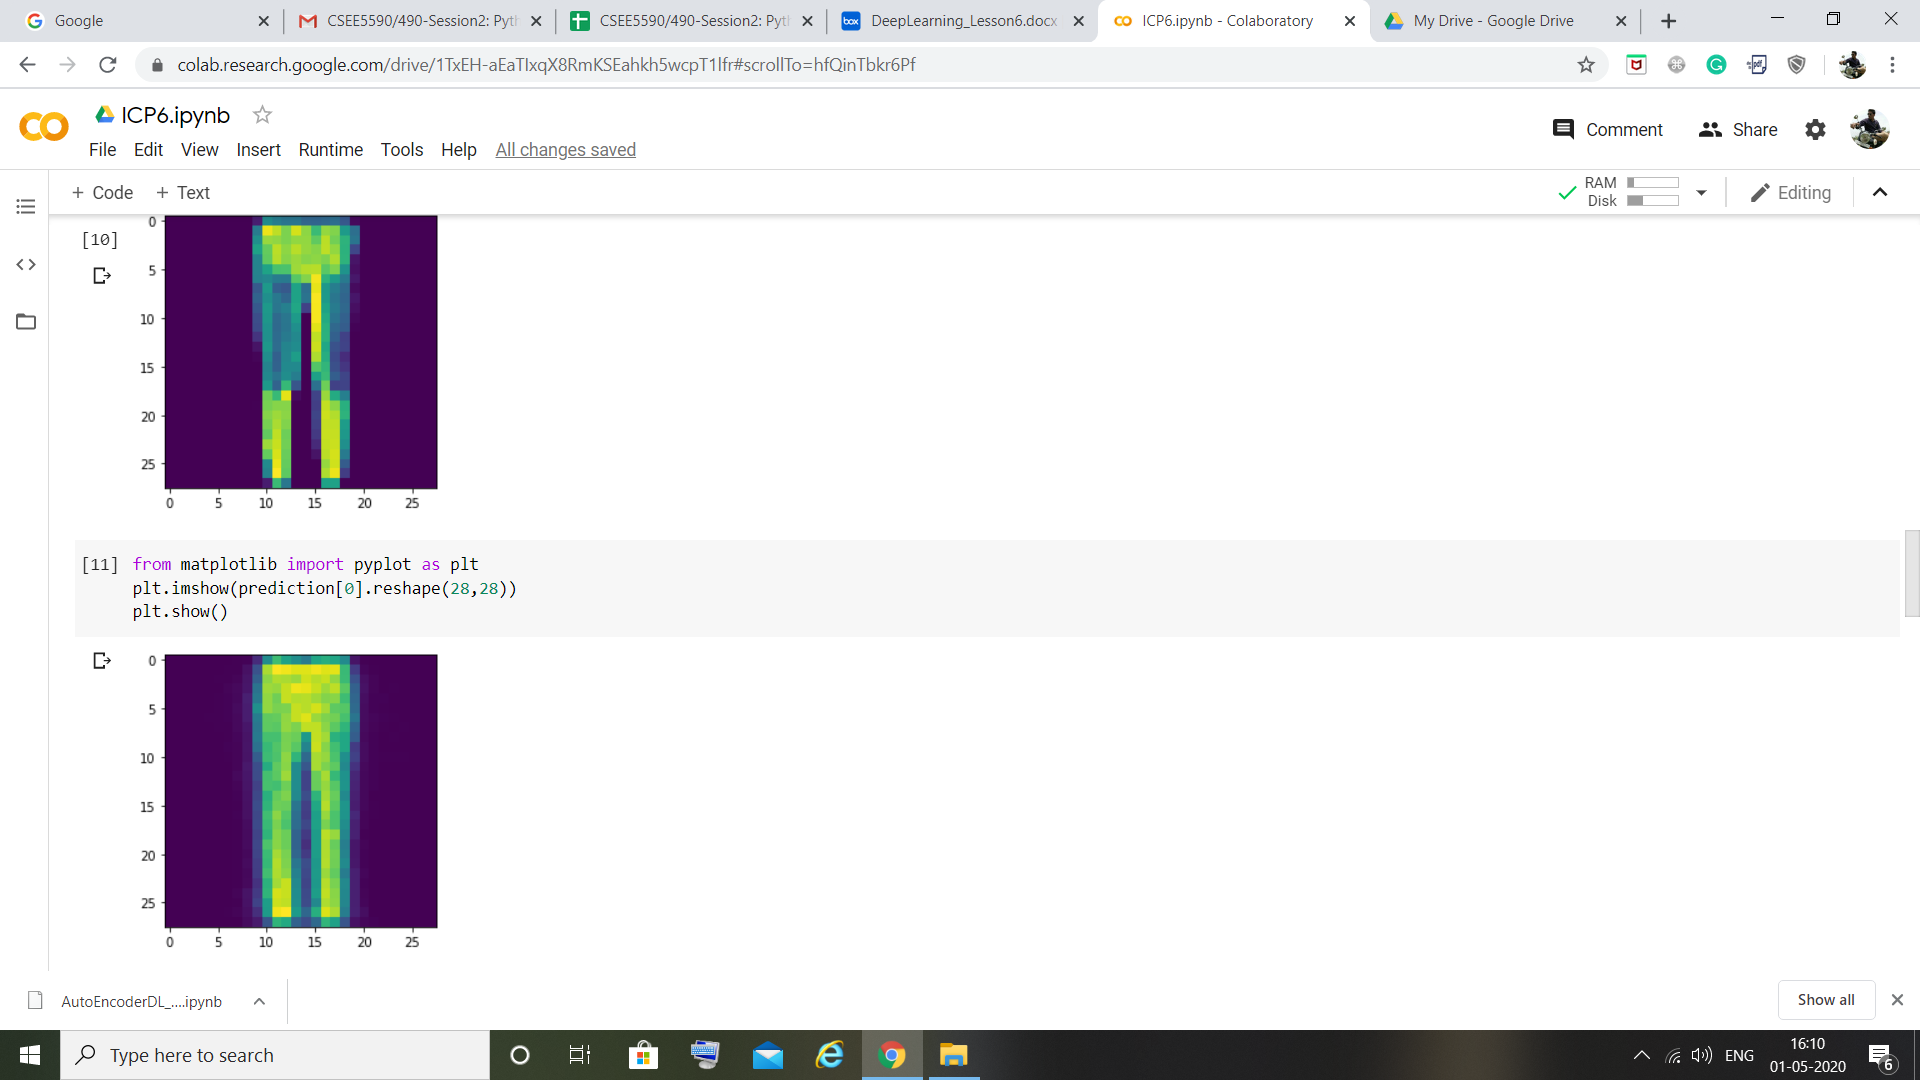 Google
CSEE5590/490-Session2: Pyth
CSEE5590/490-Session2: Pyth
DeepLearning_Lesson6.docx
ICP6.ipynb - Colaboratory
My Drive - Google Drive
colab.research.google.com/drive/1TxEH-aEaTIxqX8RmKSEahkh5wcpT1lfr#scrollTo=hfQinTbkr6Pf
ICP6.ipynb
Comment
Share
File Edit View Insert Runtime Tools Help All changes saved
+ Code + Text
RAM
Disk
Editing
[10]
0
5
10
15
20
25
0 5 10 15 20 25
[11] from matplotlib import pyplot as plt
plt.imshow(prediction[0].reshape(28,28))
plt.show()
0
5
10
15
20
25
0 5 10 15 20 25
AutoEncoderDL_....ipynb
Show all
Type here to search
ENG
16:10
01-05-2020
6